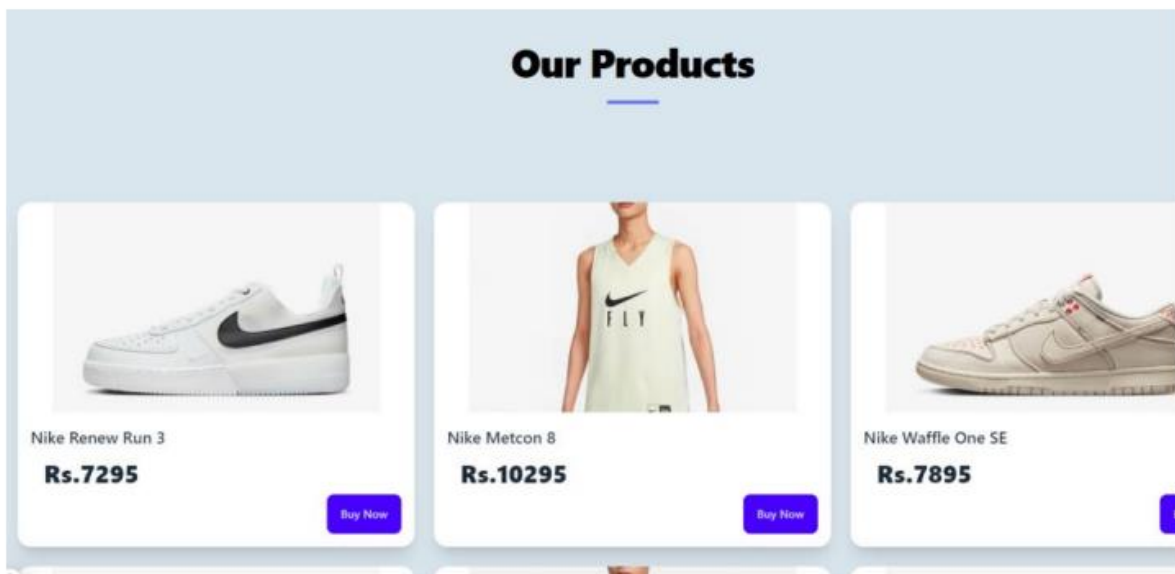 Our Products
FLY
Nike Renew Run 3
Nike Metcon 8
Nike Waffle One SE
Rs.7295
Rs.10295
Rs.7895
Buy Now
Buy Now